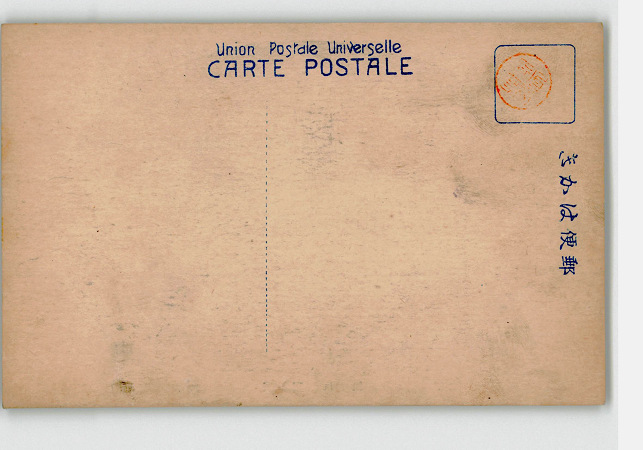 Union Postale Universelle
CARTE POSTALE
郵便はかき